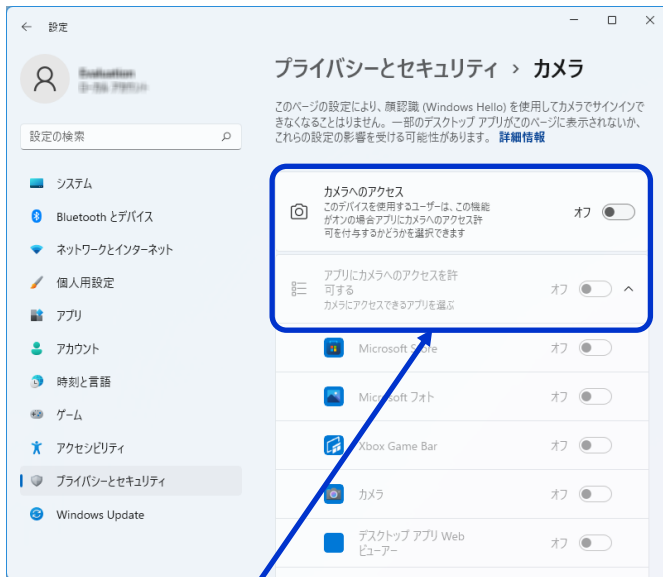 設定
設定の検索
システム
Bluetooth とデバイス
ネットワークとインターネット
個人用設定
アプリ
アカウント
時刻と言語
ゲーム
アクセシビリティ
プライバシーとセキュリティ
Windows Update
プライバシーとセキュリティ › カメラ
このページの設定により、顔認識 (Windows Hello) を使用してカメラでサインインで
きなくなることはりません。一部のデスクトップ アプリがこのページに表示されないか、
これらの設定の影響を受ける可能性があります。 詳細情報
カメラへのアクセス
このデバイスを使用するユーザーは、この機能
がオンの場合アプリにカメラへのアクセス許
可を付与するかどうかを選択できます
オフ
アプリにカメラへのアクセスを許
可する
カメラにアクセスできるアプリを選ぶ
オフ
Microsoft Store
オフ
Microsoft フォト
オフ
Xbox Game Bar
オフ
カメラ
オフ
デスクトップ アプリ Web
ビューアー
オフ